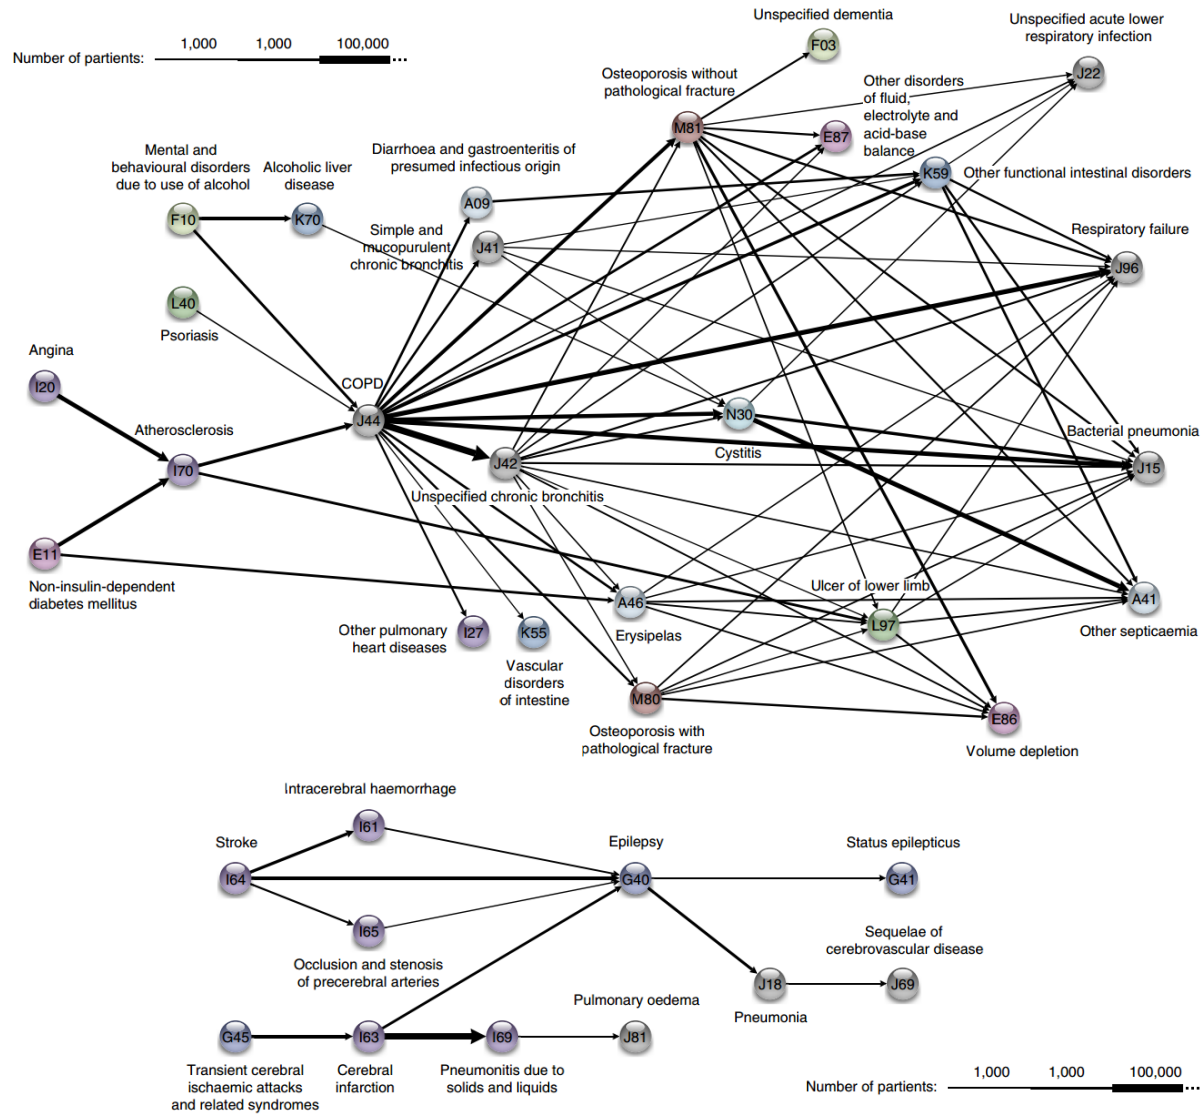 Unspecified dementia
F03
Unspecified acute lower
respiratory infection
J22
1,000 1,000 100,000
Number of partients:
Osteoporosis without
pathological fracture
M81
Other disorders
of fluid,
electrolyte and
acid-base
balance
E87
Mental and
behavioural disorders
due to use of alcohol
F10
Alcoholic liver
disease
K70
Diarrhoea and gastroenteritis of
presumed infectious origin
A09
K59
Other functional intestinal disorders
Simple and
mucopurulent
chronic bronchitis
J41
Respiratory failure
J96
L40
Psoriasis
Angina
I20
COPD
J44
Atherosclerosis
I70
N30
Cystitis
J42
Unspecified chronic bronchitis
Bacterial pneumonia
J15
E11
Non-insulin-dependent
diabetes mellitus
Other pulmonary
heart diseases
I27
K55
Vascular
disorders
of intestine
A46
Erysipelas
Ulcer of lower limb
L97
A41
Other septicaemia
M80
Osteoporosis with
pathological fracture
E86
Volume depletion
Intracerebral haemorrhage
I61
Stroke
I64
Epilepsy
G40
Status epilepticus
G41
I65
Occlusion and stenosis
of precerebral arteries
Sequelae of
cerebrovascular disease
J18
Pneumonia
J69
Pulmonary oedema
G45
I63
I69
J81
Transient cerebral
ischaemic attacks
and related syndromes
Cerebral
infarction
Pneumonitis due to
solids and liquids
1,000 1,000 100,000
Number of partients: